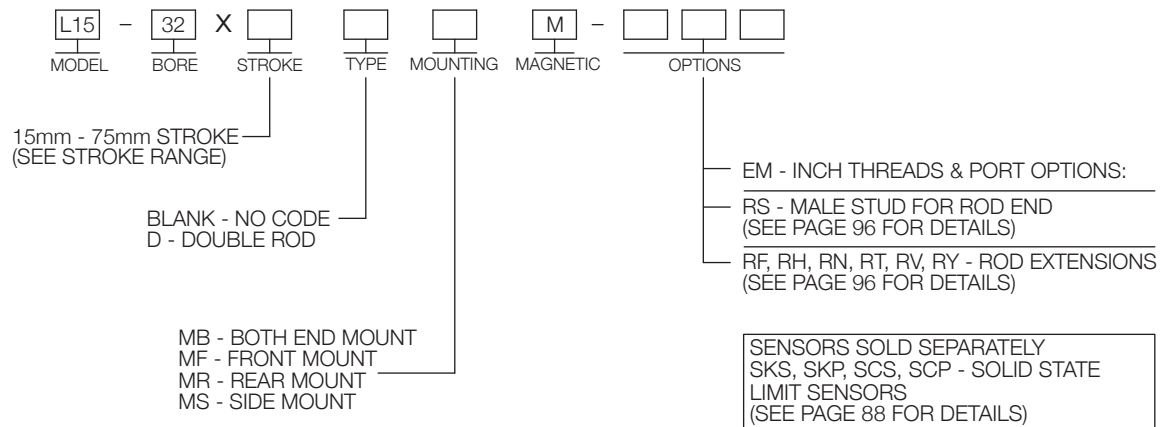 L15 – 32 X M –
MODEL BORE STROKE TYPE MOUNTING MAGNETIC OPTIONS
15mm - 75mm STROKE
(SEE STROKE RANGE)
BLANK - NO CODE
D - DOUBLE ROD
MB - BOTH END MOUNT
MF - FRONT MOUNT
MR - REAR MOUNT
MS - SIDE MOUNT
EM - INCH THREADS & PORT OPTIONS:
RS - MALE STUD FOR ROD END
(SEE PAGE 96 FOR DETAILS)
RF, RH, RN, RT, RV, RY - ROD EXTENSIONS
(SEE PAGE 96 FOR DETAILS)
SENSORS SOLD SEPARATELY
SKS, SKP, SCS, SCP - SOLID STATE
LIMIT SENSORS
(SEE PAGE 88 FOR DETAILS)